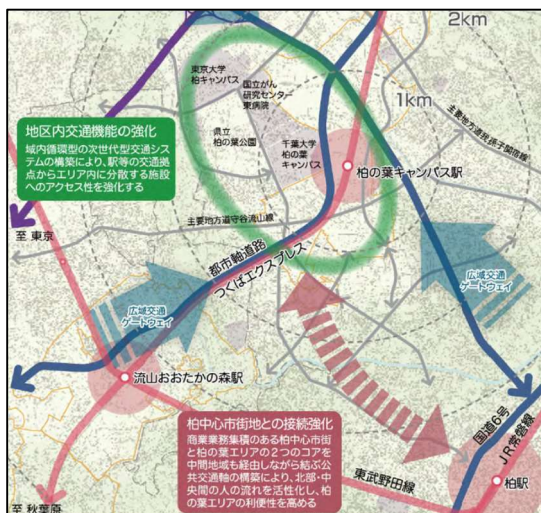 2km
東京大学
柏キャンパス
国立がん
研究センター
東病院
1km
地区内交通機能の強化
域内循環型の次世代型交通シス
テムの構築により、駅等の交通拠
点からエリア内に分散する施設
へのアクセス性を強化する
県立
柏の葉公園
千葉大学
柏の葉
キャンパス
主要地方道我孫子関宿線
柏の葉キャンパス駅
主要地方道守谷流山線
至 東京
都市軸道路
つくばエクスプレス
広域交通
ゲートウェイ
広域交通
ゲートウェイ
流山おおたかの森駅
柏中心市街地との接続強化
商業業務集積のある柏中心市街
と柏の葉エリアの2つのコアを
中間地域も経由しながら結ぶ公
共交通軸の構築により、北部・中
央間の人の流れを活性化し、柏
の葉エリアの利便性を高める
国道6号
JR常磐線
東武野田線
柏駅
至 秋葉原